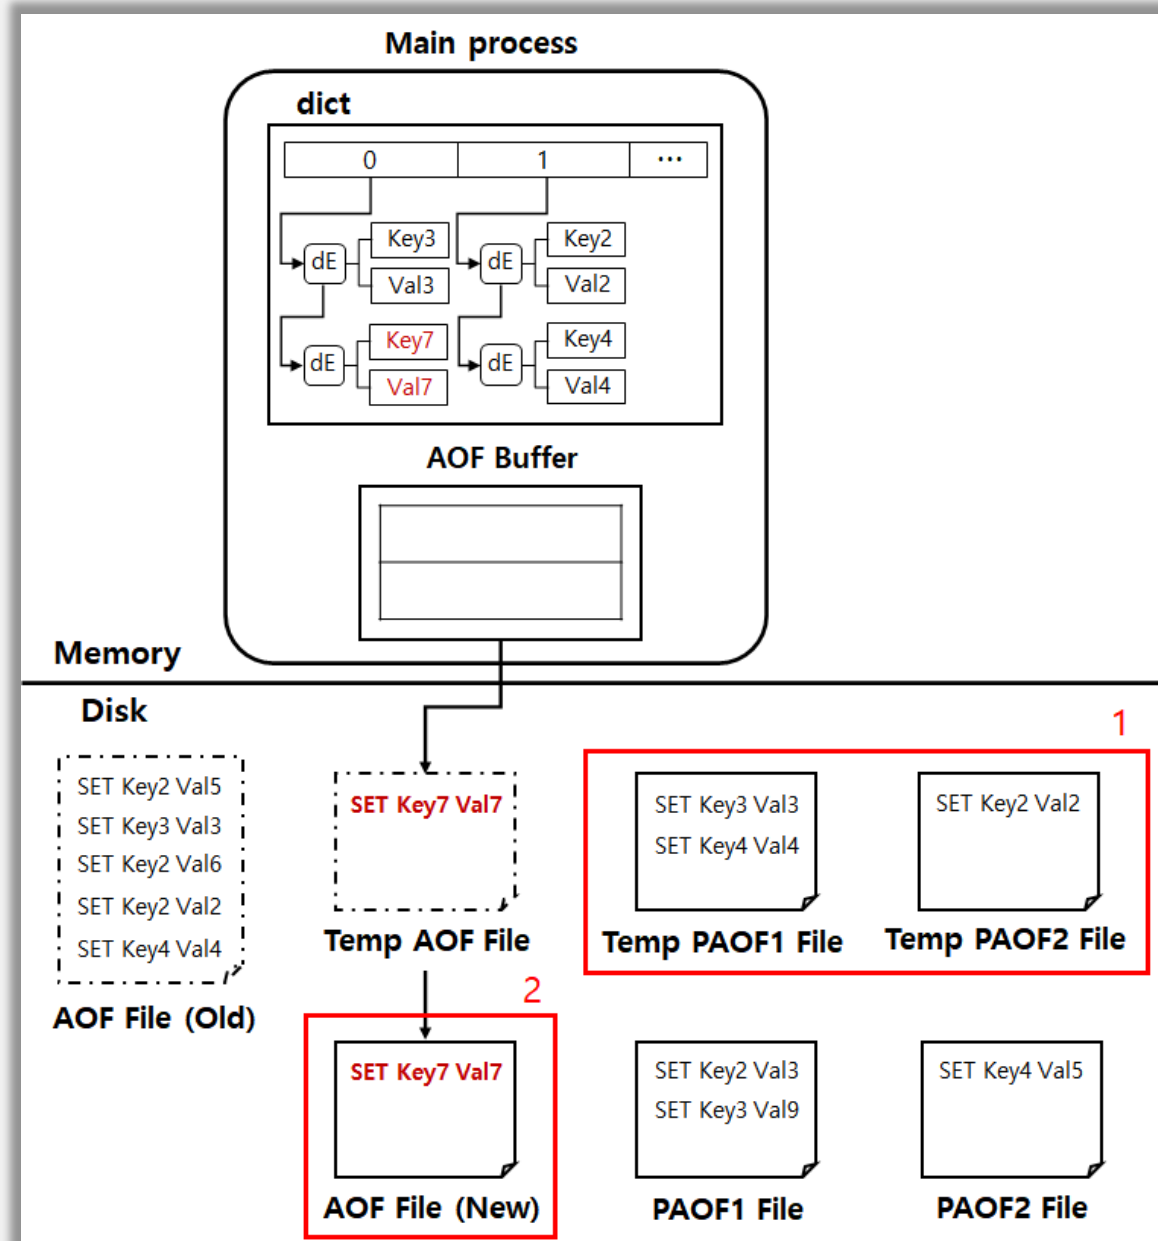 Main process
dict
0 1 ...
Key3
dE
Val3
Key2
dE
Val2
Key7
dE
Val7
Key4
dE
Val4
AOF Buffer
Memory
Disk
SET Key2 Val5
SET Key3 Val3
SET Key2 Val6
SET Key2 Val2
SET Key4 Val4
AOF File (Old)
SET Key7 Val7
Temp AOF File
1
SET Key3 Val3
SET Key4 Val4
Temp PAOF1 File
SET Key2 Val2
Temp PAOF2 File
2
SET Key7 Val7
AOF File (New)
SET Key2 Val3
SET Key3 Val9
PAOF1 File
SET Key4 Val5
PAOF2 File